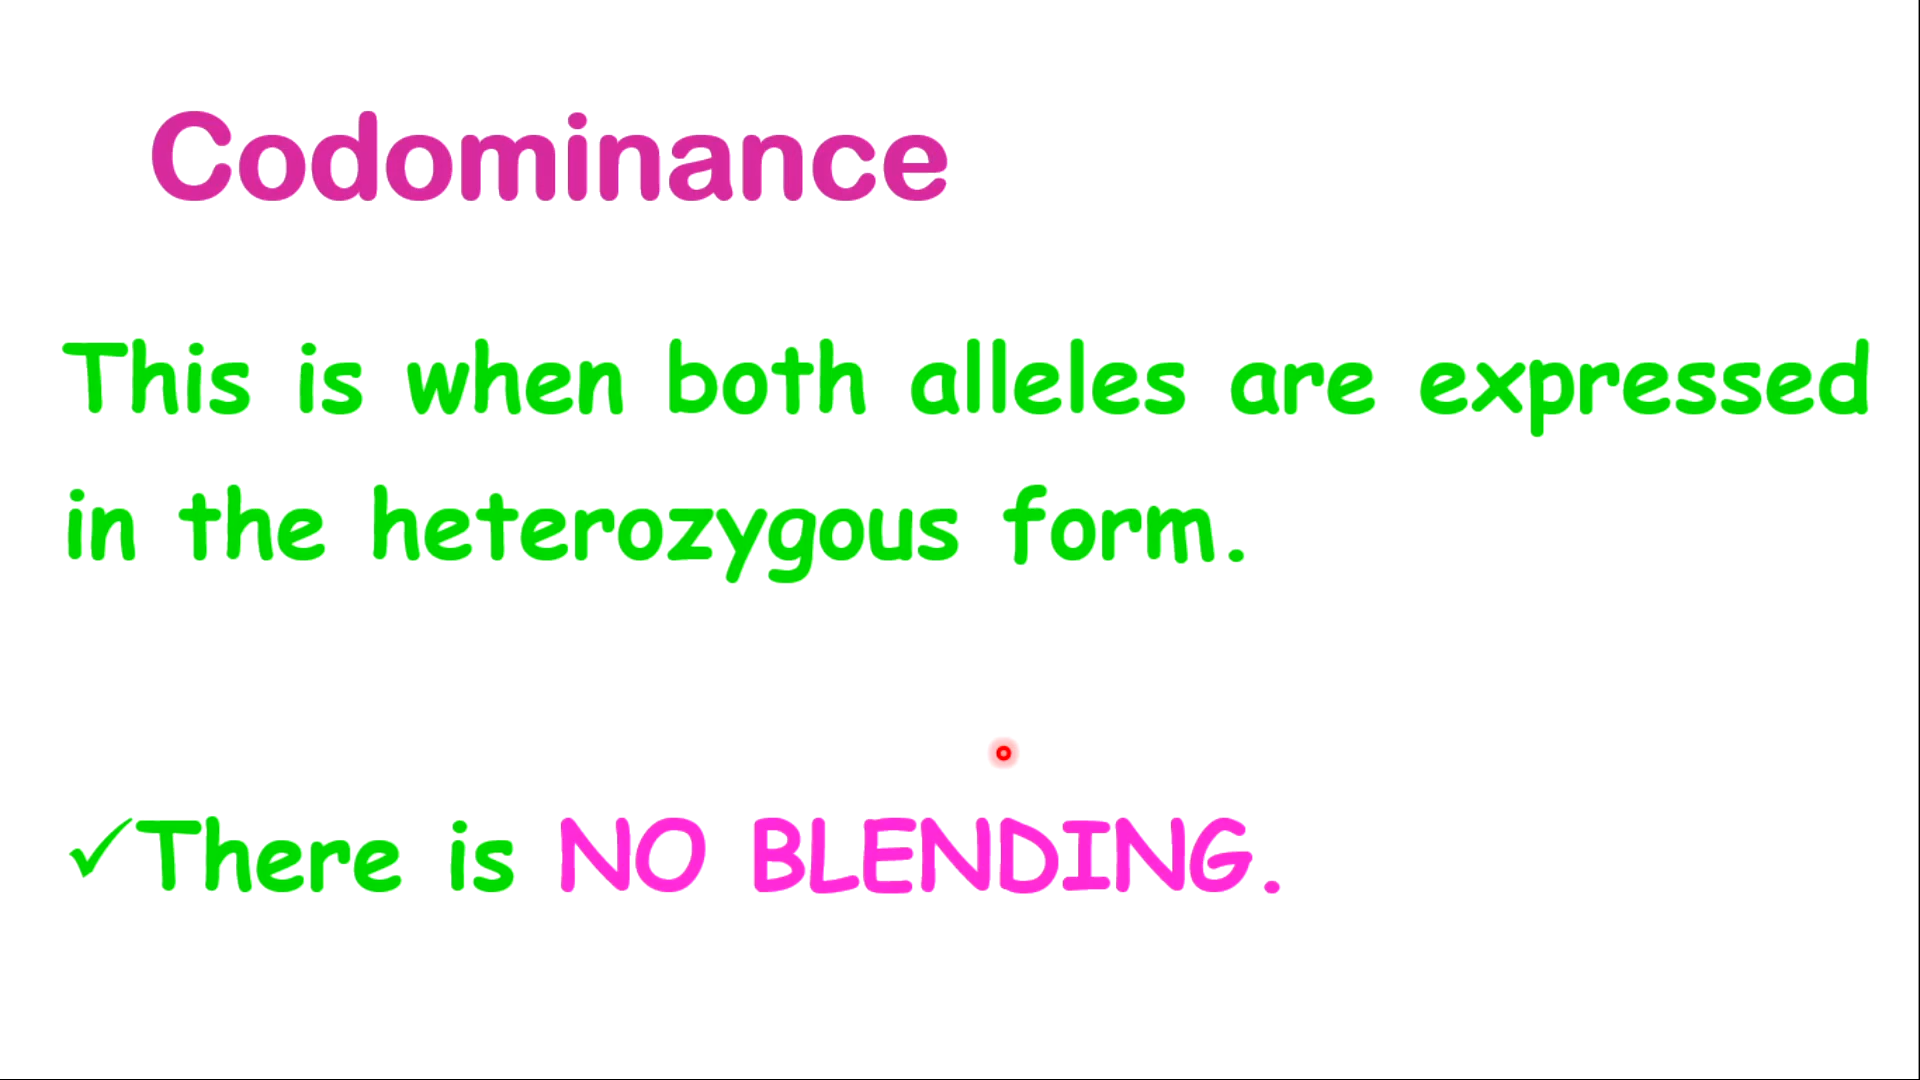 Codominance
This is when both alleles are expressed
in the heterozygous form.
✓There is NO BLENDING.